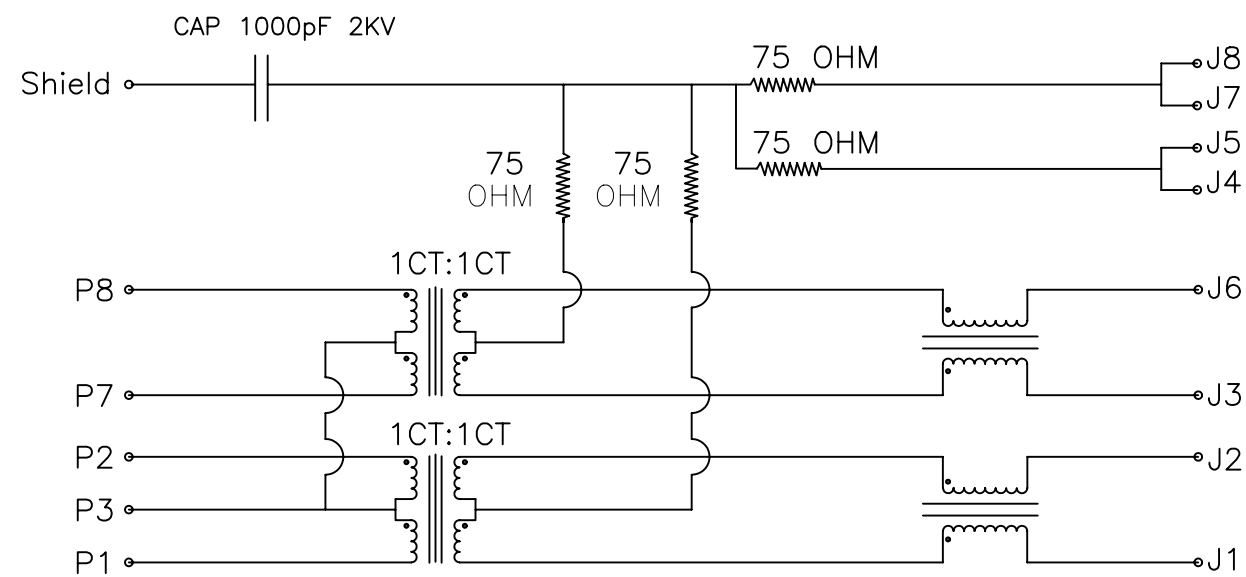 CAP 1000pF 2KV
75 OHM
J8
Shield
J7
75 OHM
J5
75
OHM
75
OHM
J4
1CT:1CT
P8
J6
P7
J3
1CT:1CT
P2
J2
P3
P1
J1